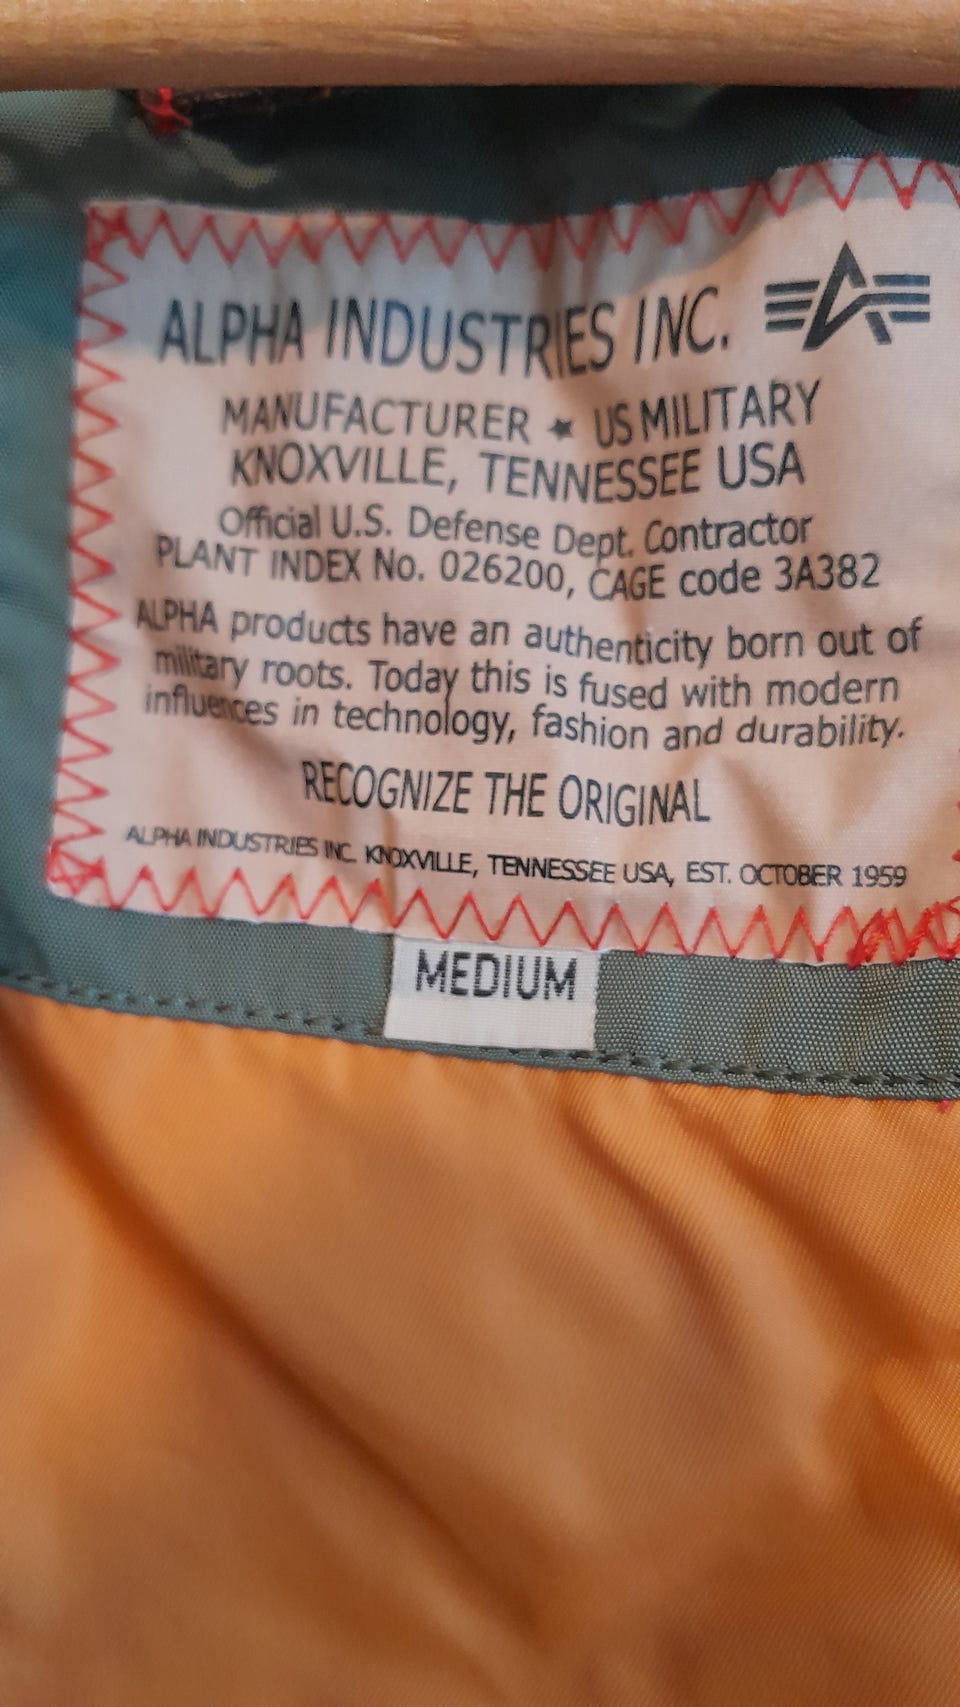 ALPHA INDUSTRIES INC.
MANUFACTURER ★ US MILITARY
KNOXVILLE, TENNESSEE USA
Official U.S. Defense Dept. Contractor
PLANT INDEX No. 026200, CAGE code 3A382
ALPHA products have an authenticity born out of
military roots. Today this is fused with modern
influences in technology, fashion and durability.
RECOGNIZE THE ORIGINAL
ALPHA INDUSTRIES INC. KNOXVILLE, TENNESSEE USA, EST. OCTOBER 1959
MEDIUM